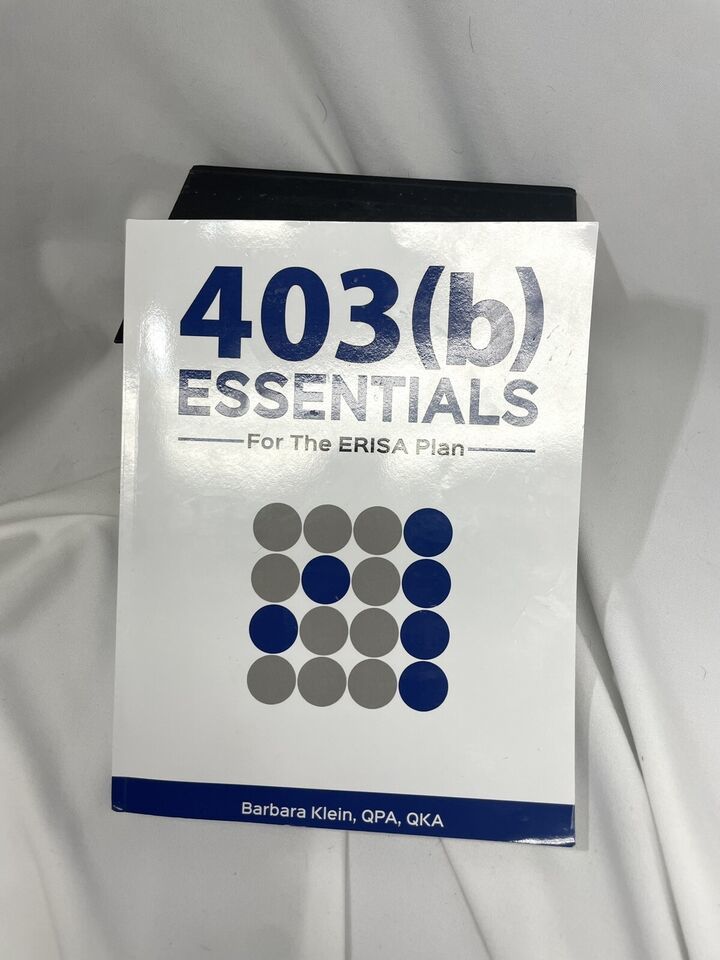 403(b)
ESSENTIALS
For The ERISA Plan
Barbara Klein, QPA, QKA